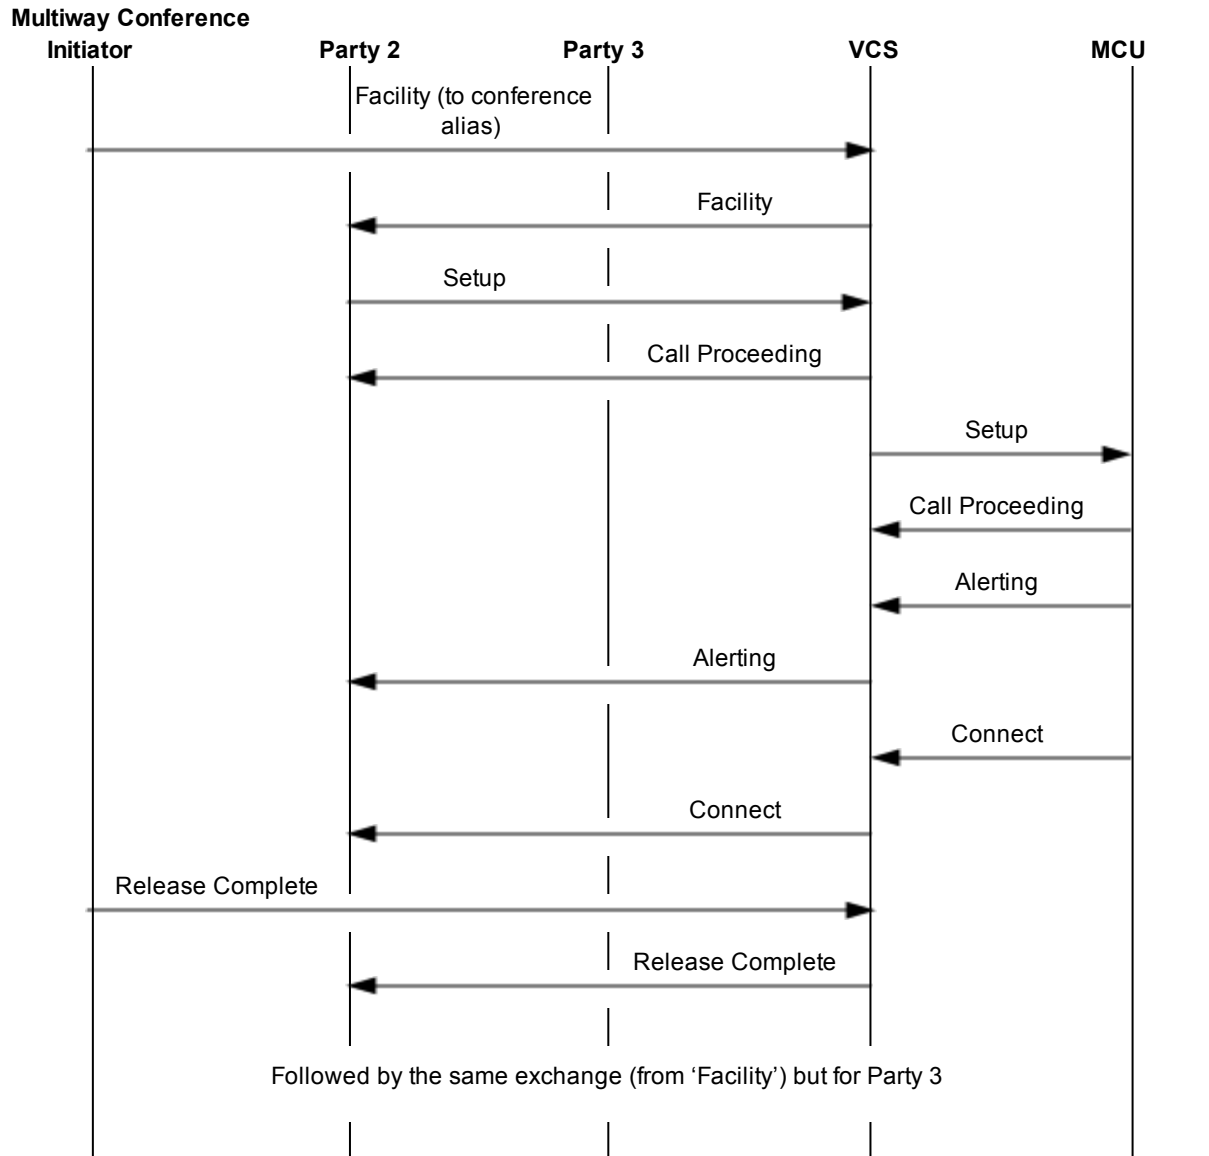 Multiway Conference
Initiator Party 2 Party 3 VCS MCU
Facility (to conference
alias)
Facility
Setup
Call Proceeding
Setup
Call Proceeding
Alerting
Alerting
Connect
Connect
Release Complete
Release Complete
Followed by the same exchange (from ‘Facility’) but for Party 3